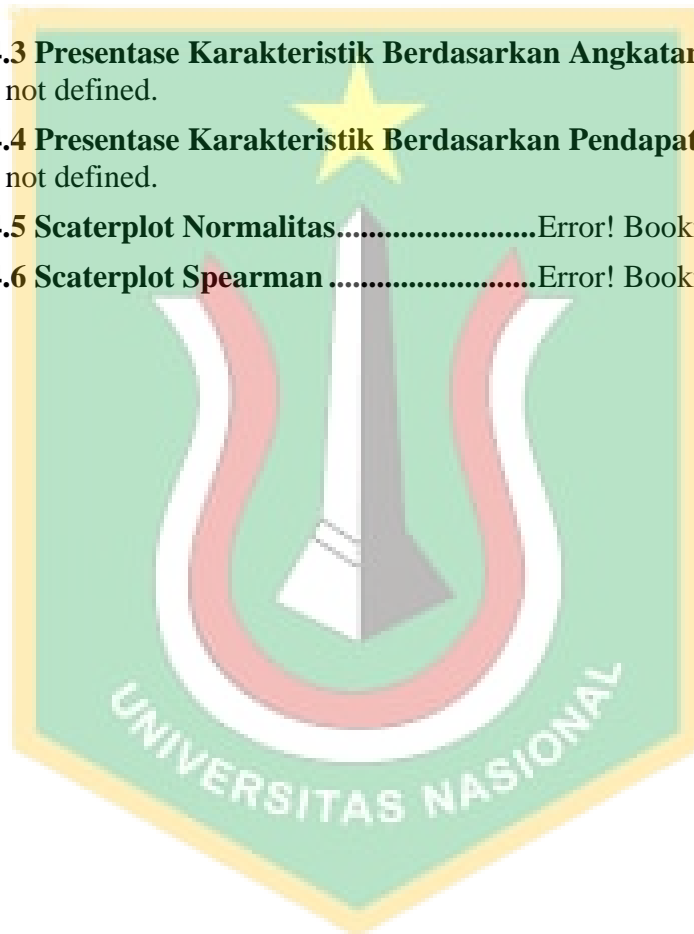 .3 Presentase Karakteristik Berdasarkan Angkatan
not defined.
.4 Presentase Karakteristik Berdasarkan Pendapat
not defined.
.5 Scaterplot Normalitas.......................Error! Book
.6 Scaterplot Spearman .......................Error! Book
UNIVERSITAS NASIONAL